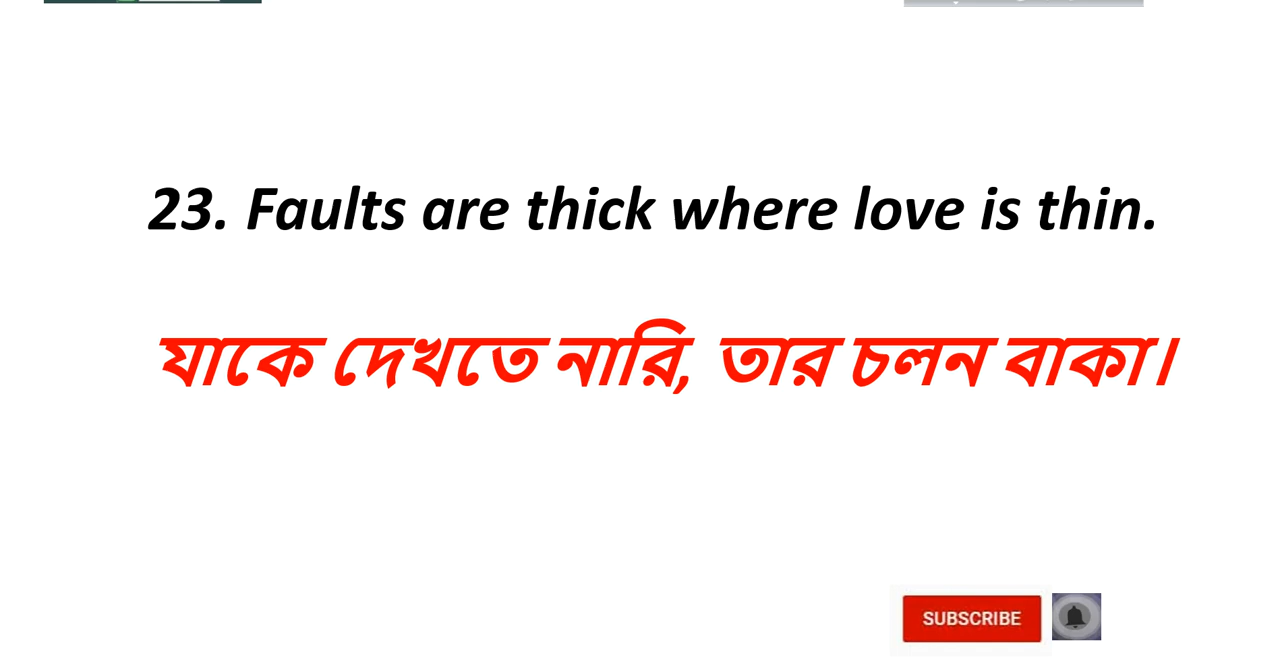 23. Faults are thick where love is thin.
যাকে দেখতে নারি, তার চলন বাকা।
SUBSCRIBE